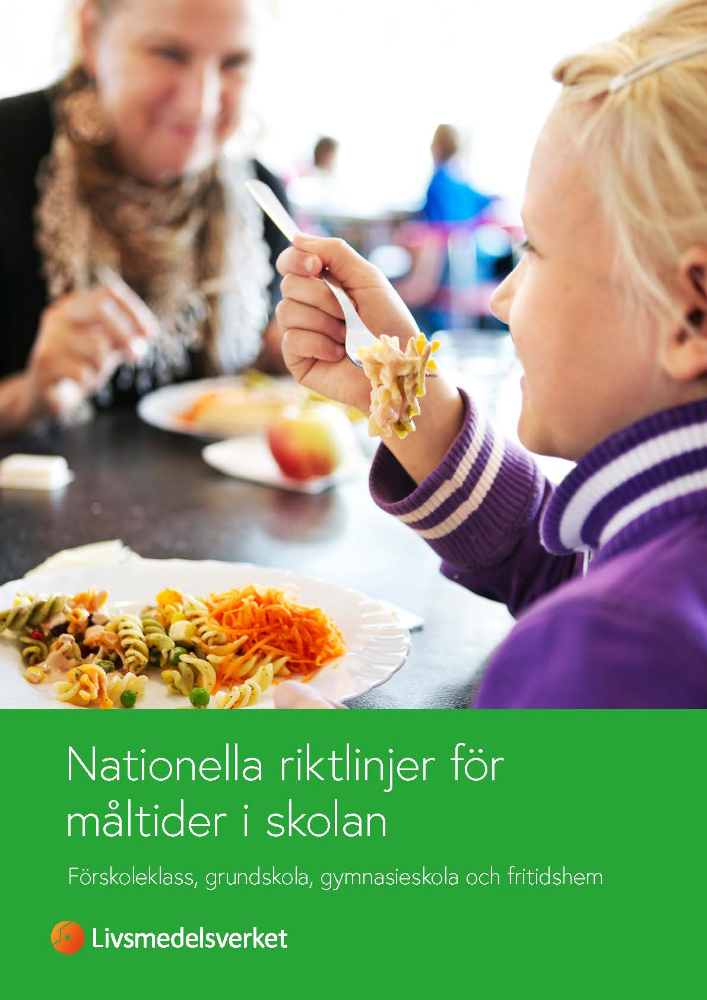 Nationella riktlinjer för
måltider i skolan
Förskoleklass, grundskola, gymnasieskola och fritidshem
Livsmedelsverket